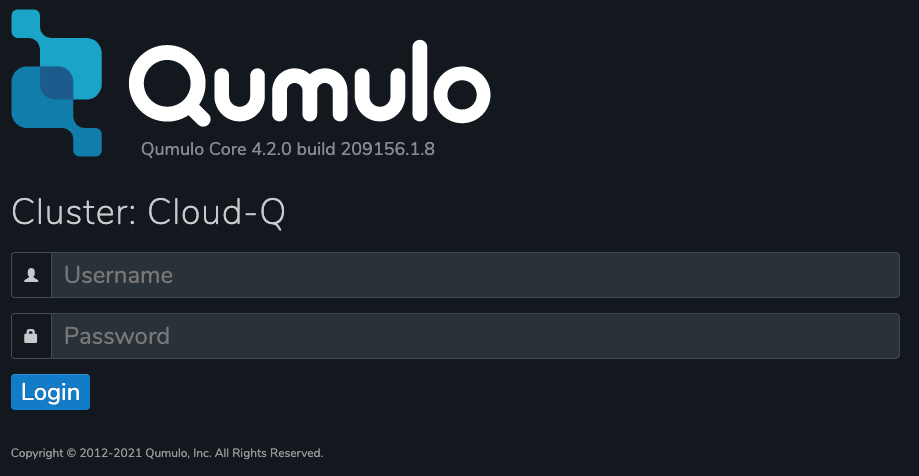 Qumulo
Qumulo Core 4.2.0 build 209156.1.8
Cluster: Cloud-Q
Username
Password
Login
Copyright © 2012-2021 Qumulo, Inc. All Rights Reserved.